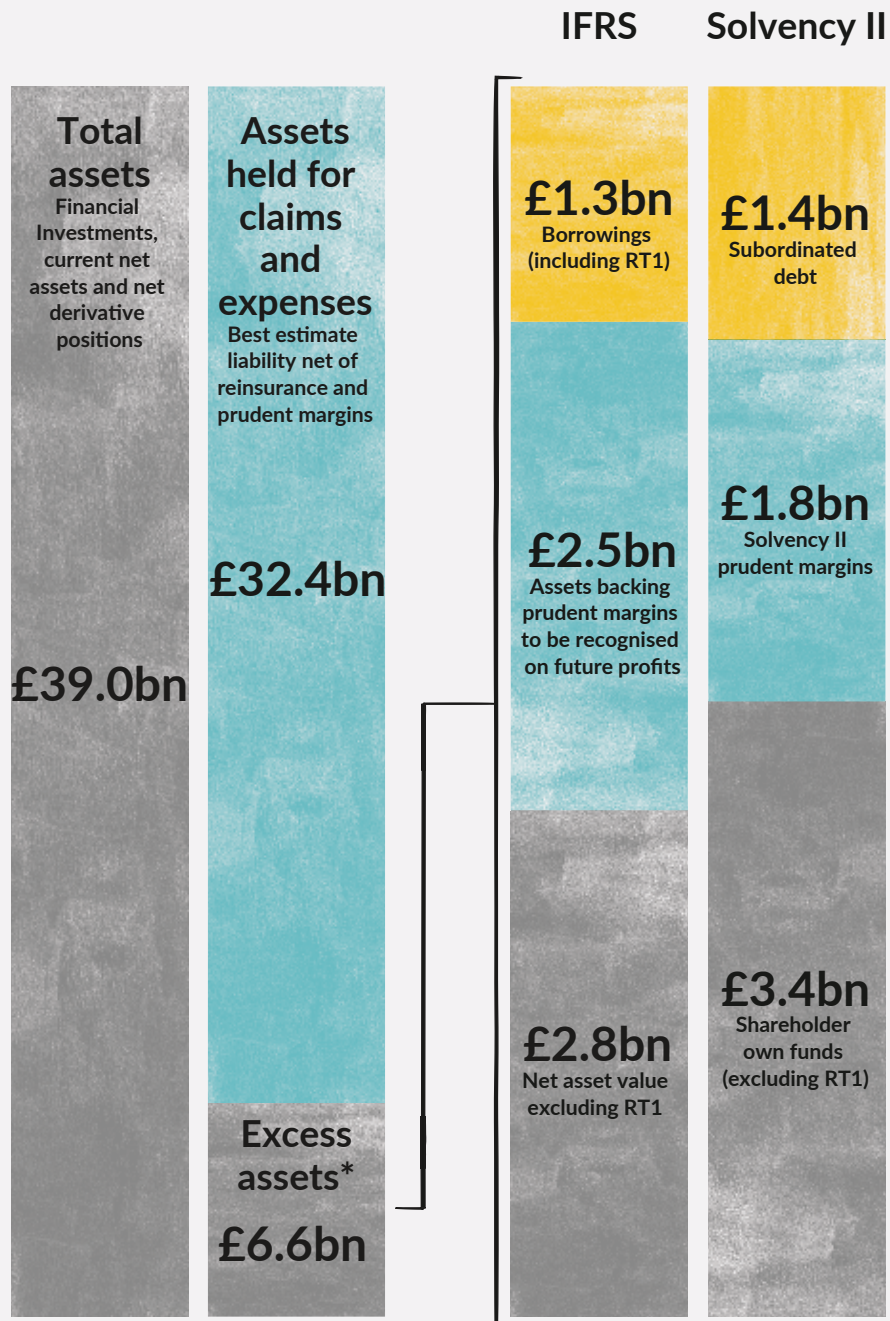 IFRS
Solvency II
Total
assets
Financial
Investments,
current net
assets and net
derivative
positions
£39.0bn
Assets
held for
claims
and
expenses
Best estimate
liability net of
reinsurance and
prudent margins
£32.4bn
Excess
assets*
£6.6bn
£1.3bn
Borrowings
(including RT1)
£2.5bn
Assets backing
prudent margins
to be recognised
on future profits
£2.8bn
Net asset value
excluding RT1
£1.4bn
Subordinated
debt
£1.8bn
Solvency II
prudent margins
£3.4bn
Shareholder
own funds
(excluding RT1)